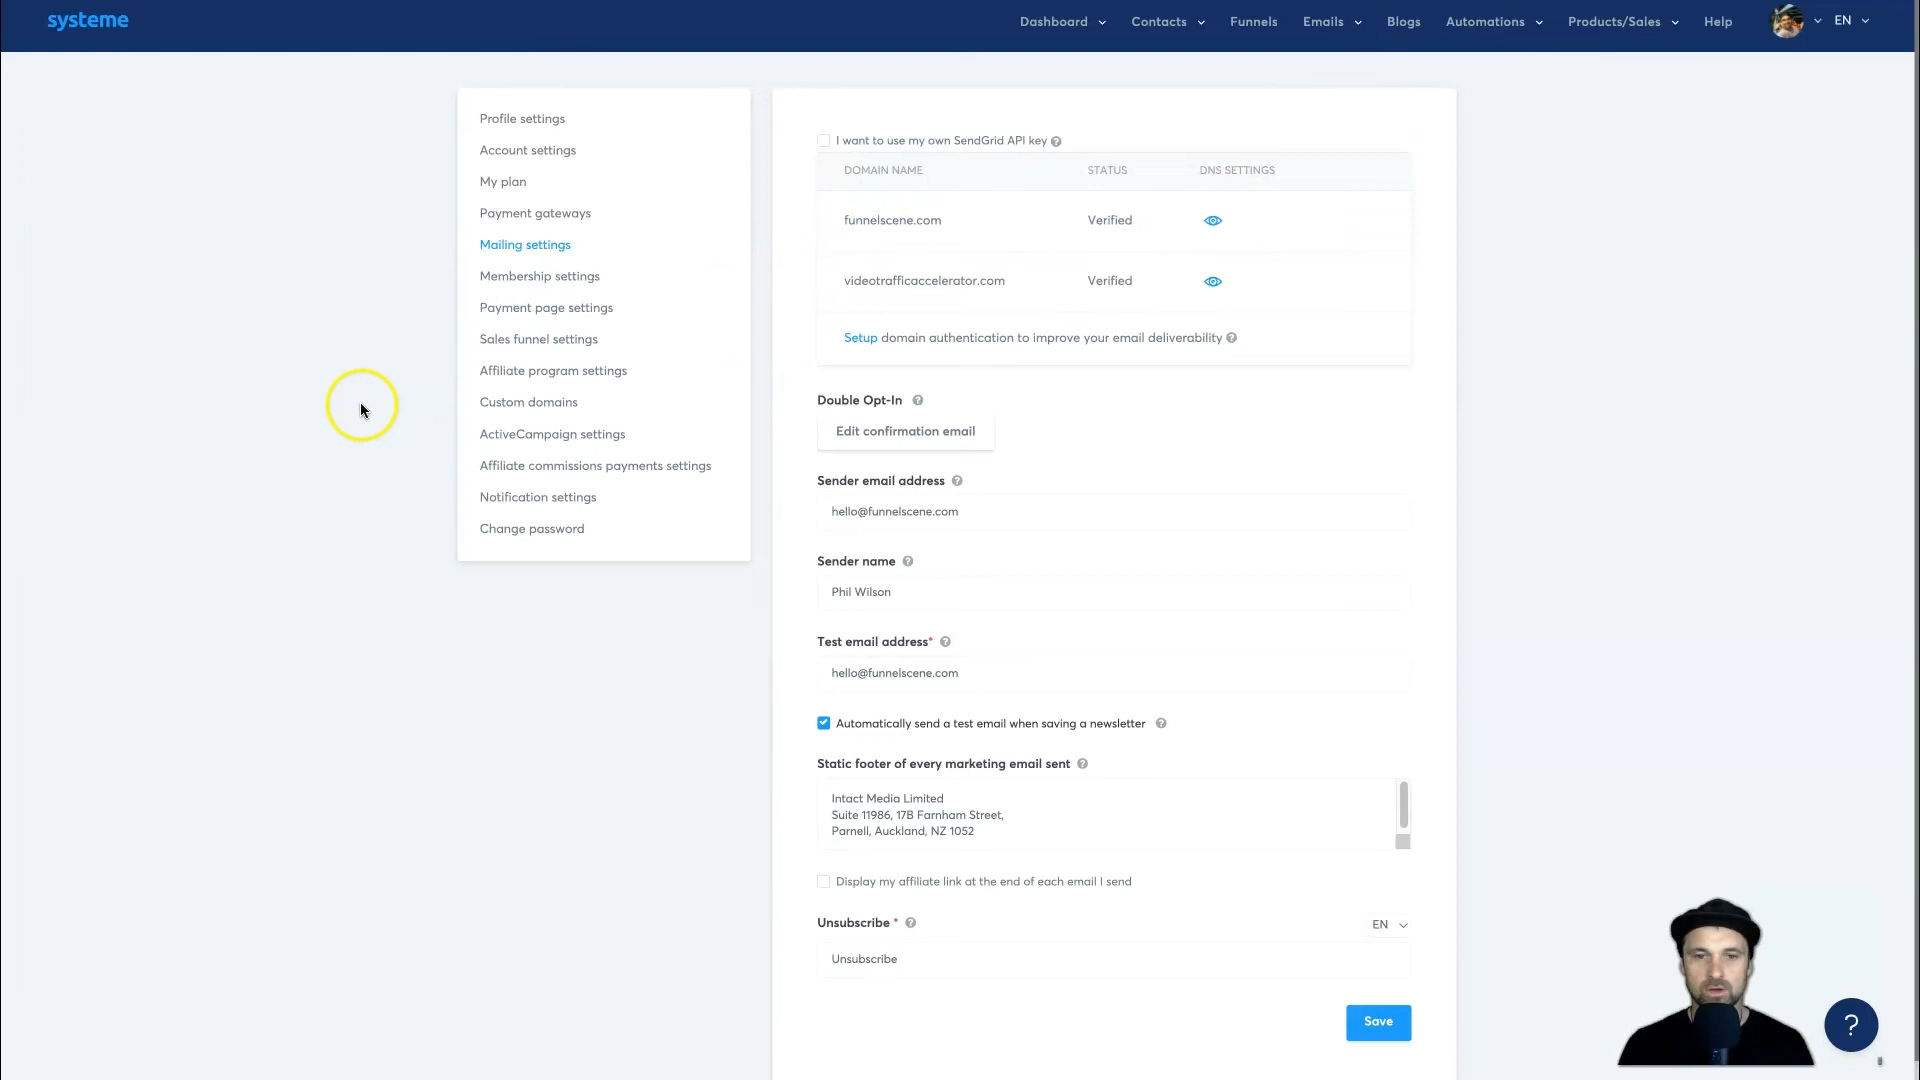 systeme
Dashboard
Contacts
Funnels
Emails
Blogs
Automations
Products/Sales
Help
EN
Profile settings
Account settings
My plan
Payment gateways
Mailing settings
Membership settings
Payment page settings
Sales funnel settings
Affiliate program settings
Custom domains
ActiveCampaign settings
Affiliate commissions payments settings
Notification settings
Change password
I want to use my own SendGrid API key ?
DOMAIN NAME STATUS DNS SETTINGS
funnelscene.com Verified
videotrafficaccelerator.com Verified
Setup domain authentication to improve your email deliverability ?
Double Opt-In ?
Edit confirmation email
Sender email address ?
hello@funnelscene.com
Sender name ?
Phil Wilson
Test email address* ?
hello@funnelscene.com
Automatically send a test email when saving a newsletter ?
Static footer of every marketing email sent ?
Intact Media Limited
Suite 11986, 17B Farnham Street,
Parnell, Auckland, NZ 1052
Display my affiliate link at the end of each email I send
Unsubscribe * ?
EN
Unsubscribe
Save
?